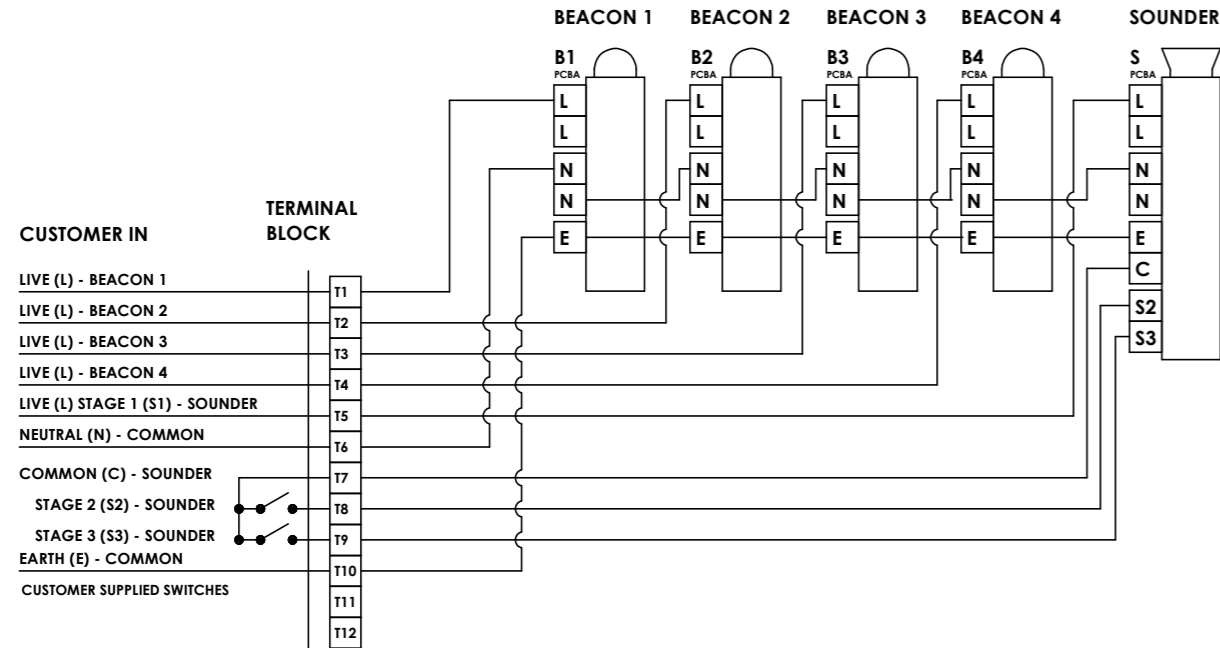 BEACON 1 BEACON 2 BEACON 3 BEACON 4 SOUNDER
B1 B2 B3 B4 S
PCBA PCBA PCBA PCBA PCBA
L L L L L
L L L L L
N N N N N
N N N N N
E E E E E
C
S2
S3
CUSTOMER IN
TERMINAL
BLOCK
LIVE (L) - BEACON 1 T1
LIVE (L) - BEACON 2 T2
LIVE (L) - BEACON 3 T3
LIVE (L) - BEACON 4 T4
LIVE (L) STAGE 1 (S1) - SOUNDER T5
NEUTRAL (N) - COMMON T6
COMMON (C) - SOUNDER T7
STAGE 2 (S2) - SOUNDER T8
STAGE 3 (S3) - SOUNDER T9
EARTH (E) - COMMON T10
CUSTOMER SUPPLIED SWITCHES
T11
T12